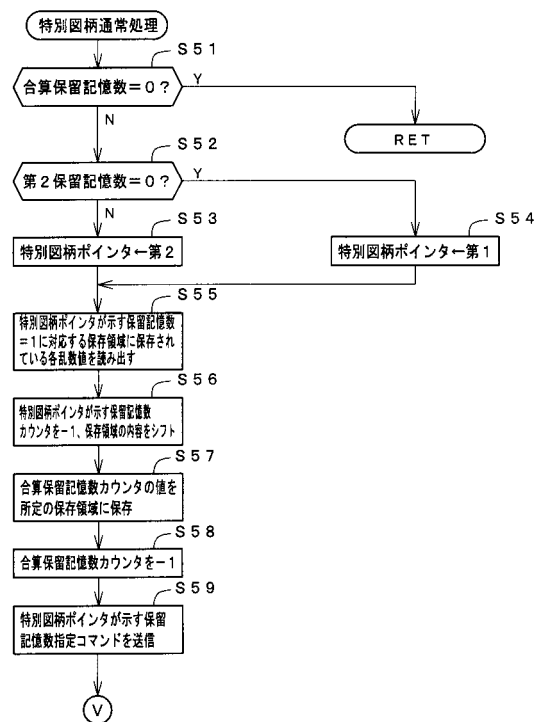 特別図柄通常処理
S51
合算保留記憶数=0?
Y
N
RET
S52
第2保留記憶数=0?
Y
N
S53
S54
特別図柄ポインタ←第2
特別図柄ポインタ←第1
S55
特別図柄ポインタが示す保留記憶数
=1に対応する保存領域に保存され
ている各乱数値を読み出す
S56
特別図柄ポインタが示す保留記憶数
カウンタを-1、保存領域の内容をシフト
S57
合算保留記憶数カウンタの値を
所定の保存領域に保存
S58
合算保留記憶数カウンタを-1
S59
特別図柄ポインタが示す保留
記憶数指定コマンドを送信
V